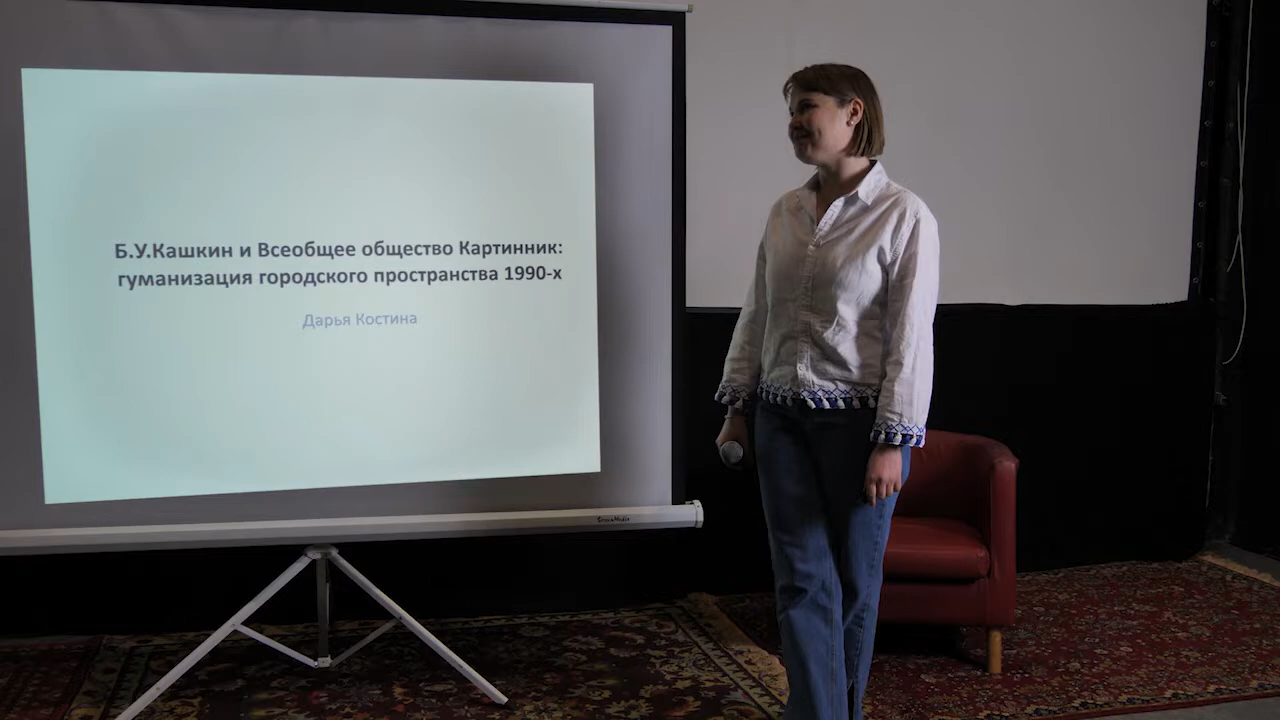 Б.У.Кашкин и Всеобщее общество Картинник:
гуманизация городского пространства 1990-х
Дарья Костина